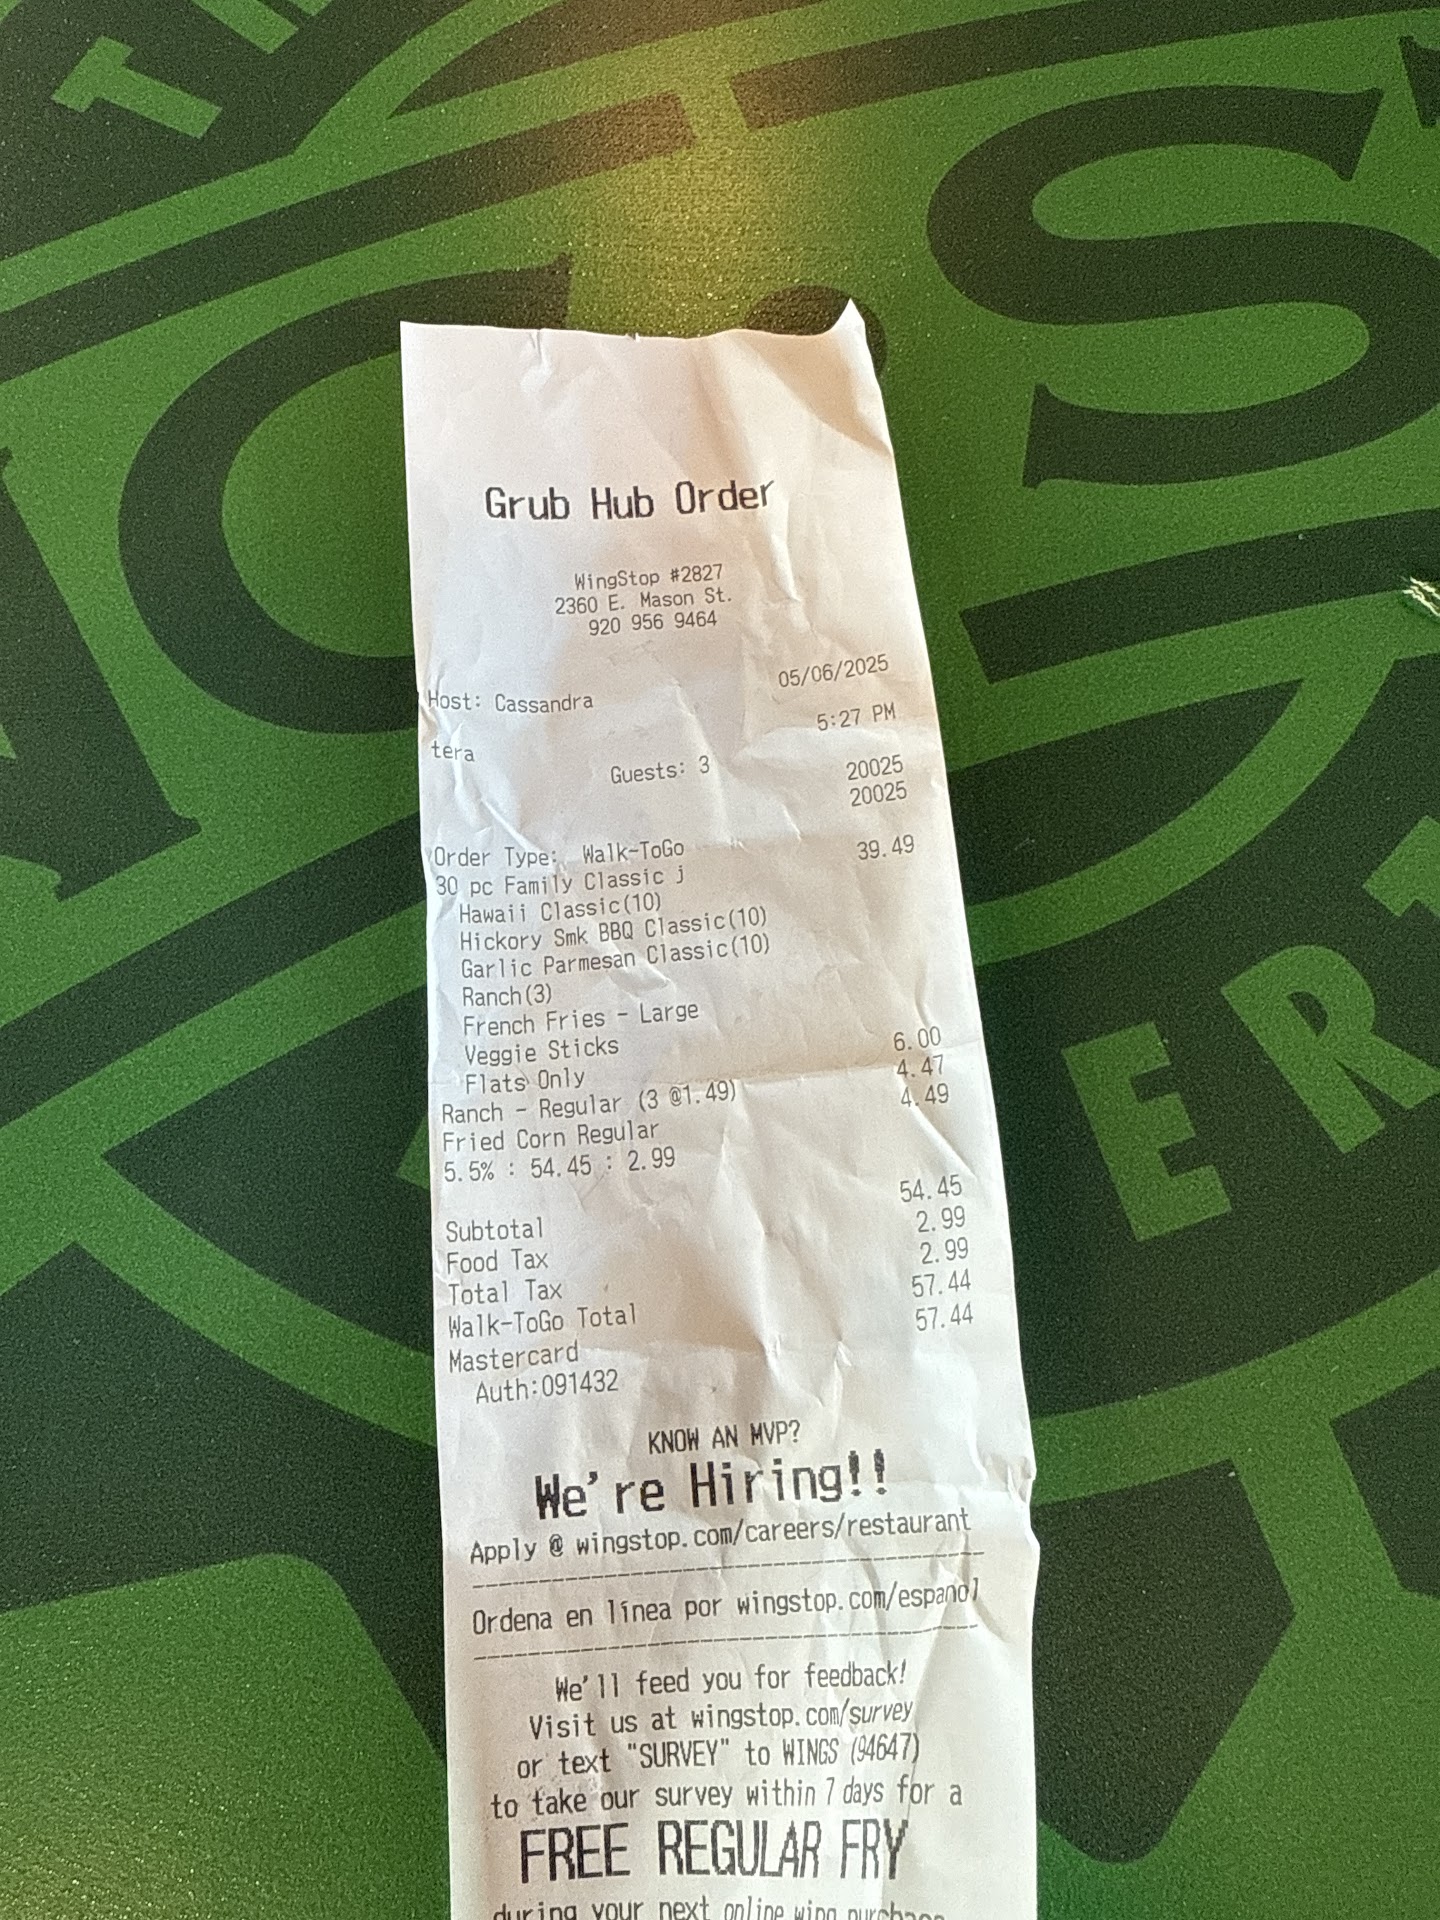 Grub Hub Order
WingStop #2827
2360 E. Mason St.
920 956 9464
05/06/2025
Host: Cassandra
5:27 PM
tera
Guests: 3
20025
20025
Order Type: Walk-ToGo
30 pc Family Classic j 39.49
Hawaii Classic(10)
Hickory Smk BBQ Classic(10)
Garlic Parmesan Classic(10)
Ranch(3)
French Fries - Large
Veggie Sticks
Flats Only 6.00
Ranch - Regular (3 @1.49) 4.47
Fried Corn Regular 4.49
5.5% : 54.45 : 2.99
Subtotal 54.45
Food Tax 2.99
Total Tax 2.99
Walk-ToGo Total 57.44
Mastercard 57.44
Auth:091432
KNOW AN MVP?
We're Hiring!!
Apply @ wingstop.com/careers/restaurant
Ordena en línea por wingstop.com/espanol
We'll feed you for feedback!
Visit us at wingstop.com/survey
or text "SURVEY" to WINGS (94647)
to take our survey within 7 days for a
FREE REGULAR FRY
during your next online wing purchase